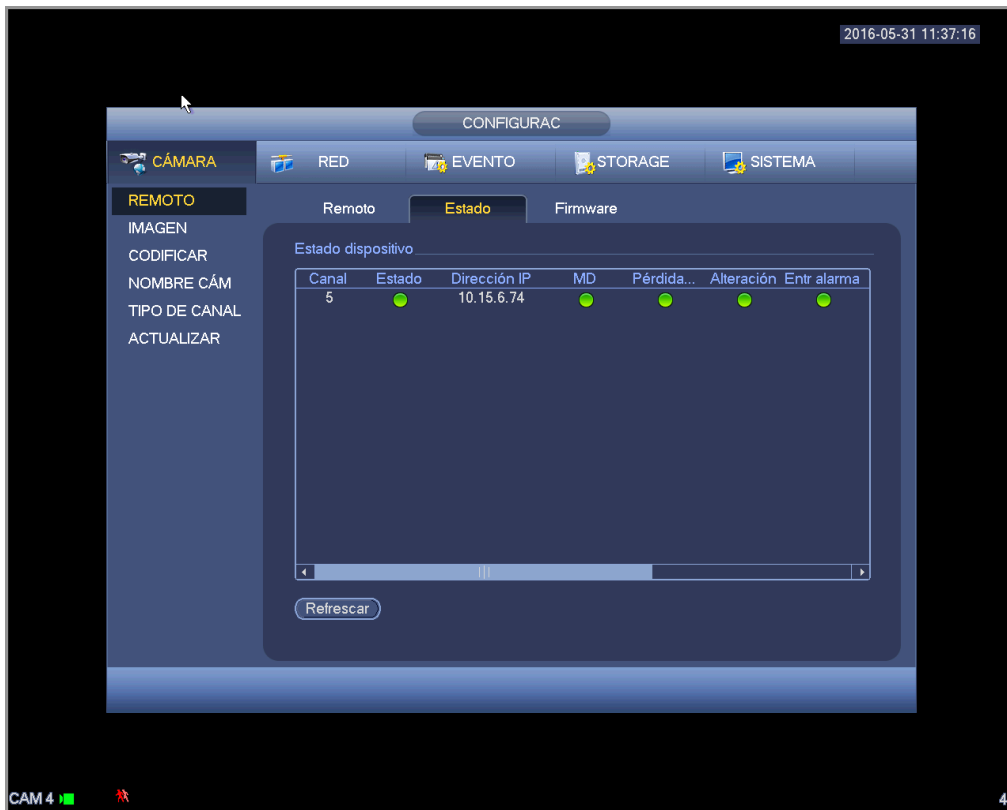 2016-05-31 11:37:16
CONFIGURAC
CÁMARA RED EVENTO STORAGE SISTEMA
REMOTO
IMAGEN
CODIFICAR
NOMBRE CÁM
TIPO DE CANAL
ACTUALIZAR
Remoto Estado Firmware
Estado dispositivo
Canal Estado Dirección IP MD Pérdida... Alteración Entr alarma
5 10.15.6.74
Refrescar
CAM 4
4